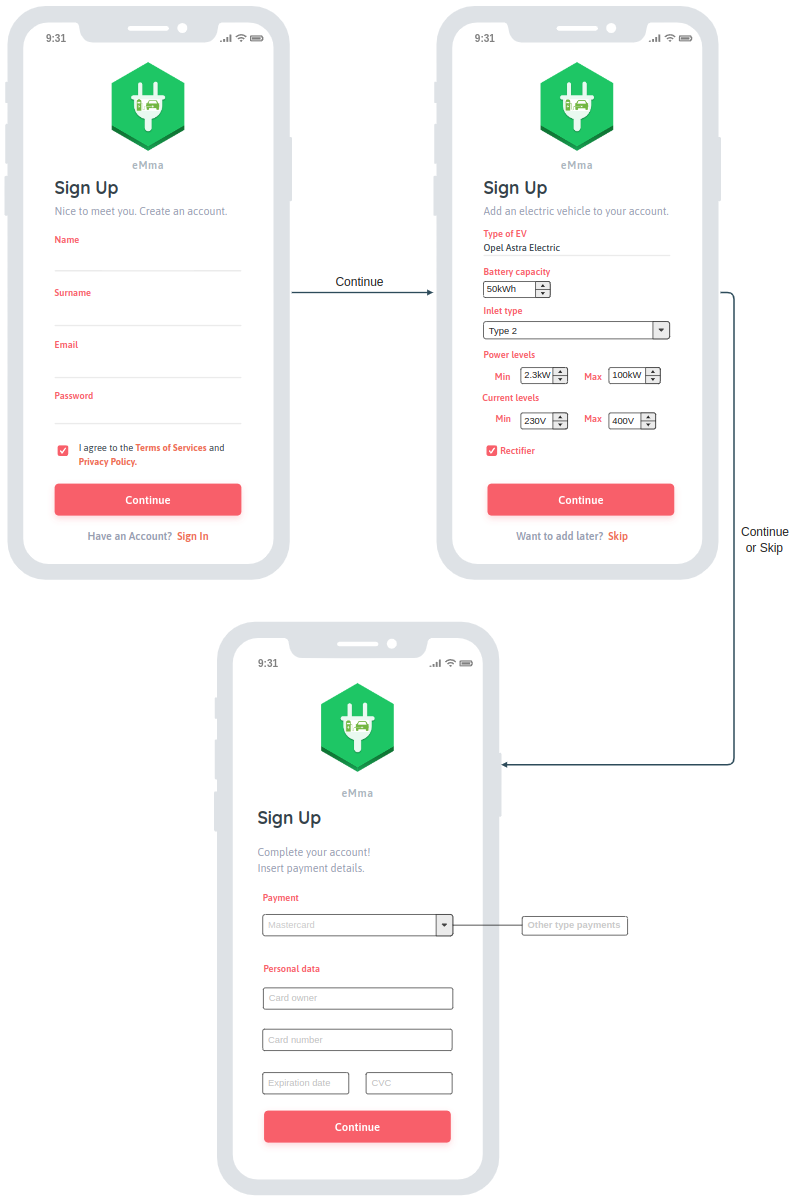 9:31
eMma
Sign Up
Nice to meet you. Create an account.
Name
Surname
Email
Password
I agree to the Terms of Services and
Privacy Policy.
Continue
Have an Account? Sign In
Continue
9:31
eMma
Sign Up
Add an electric vehicle to your account.
Type of EV
Opel Astra Electric
Battery capacity
50kWh
Inlet type
Type 2
Power levels
Min 2.3kW Max 100kW
Current levels
Min 230V Max 400V
Rectifier
Continue
Want to add later? Skip
Continue
or Skip
9:31
eMma
Sign Up
Complete your account!
Insert payment details.
Payment
Mastercard
Other type payments
Personal data
Card owner
Card number
Expiration date CVC
Continue